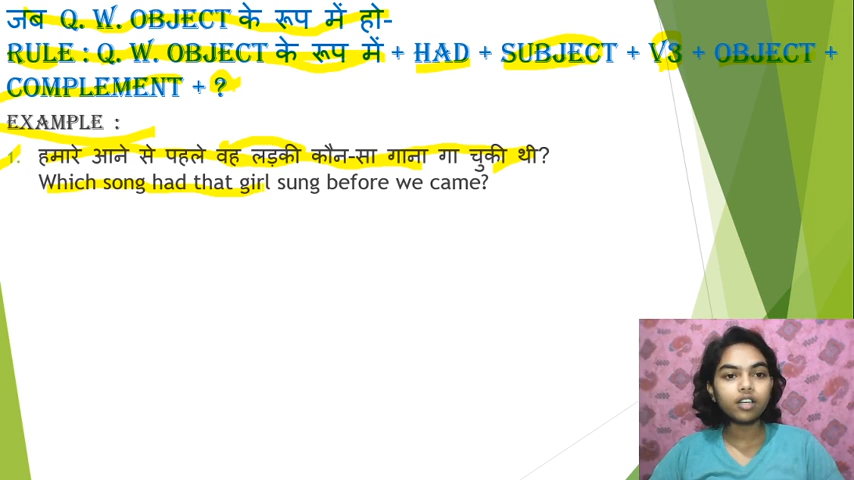 जब Q. W. OBJECT के रूप में हो-
RULE : Q. W. OBJECT के रूप में + HAD + SUBJECT + V3 + OBJECT +
COMPLEMENT + ?
EXAMPLE :
1. हमारे आने से पहले वह लड़की कौन-सा गाना गा चुकी थी?
Which song had that girl sung before we came?